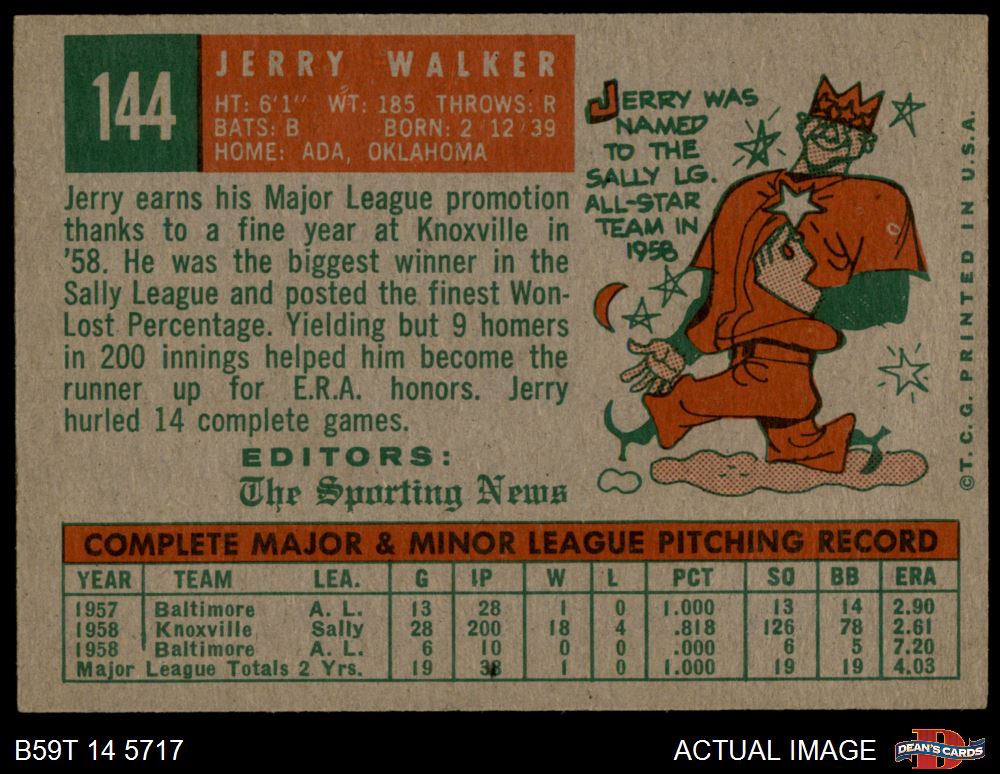 144
JERRY WALKER
HT: 6'1" WT: 185 THROWS: R
BATS: B BORN: 2 12 39
HOME: ADA, OKLAHOMA
Jerry earns his Major League promotion
thanks to a fine year at Knoxville in
'58. He was the biggest winner in the
Sally League and posted the finest Won-
Lost Percentage. Yielding but 9 homers
in 200 innings helped him become the
runner up for E.R.A. honors. Jerry
hurled 14 complete games.
EDITORS:
The Sporting News
JERRY WAS
NAMED
TO THE
SALLY LG.
ALL-STAR
TEAM IN
1958
©T. C. G. PRINTED IN U.S.A.
COMPLETE MAJOR & MINOR LEAGUE PITCHING RECORD
YEAR TEAM LEA. G IP W L PCT SO BB ERA
1957 Baltimore A. L. 13 28 1 0 1.000 13 14 2.90
1958 Knoxville Sally 28 200 18 4 .818 126 78 2.61
1958 Baltimore A. L. 6 10 0 0 .000 6 5 7.20
Major League Totals 2 Yrs. 19 38 1 0 1.000 19 19 4.03
B59T 14 5717
ACTUAL IMAGE
DEAN'S CARDS